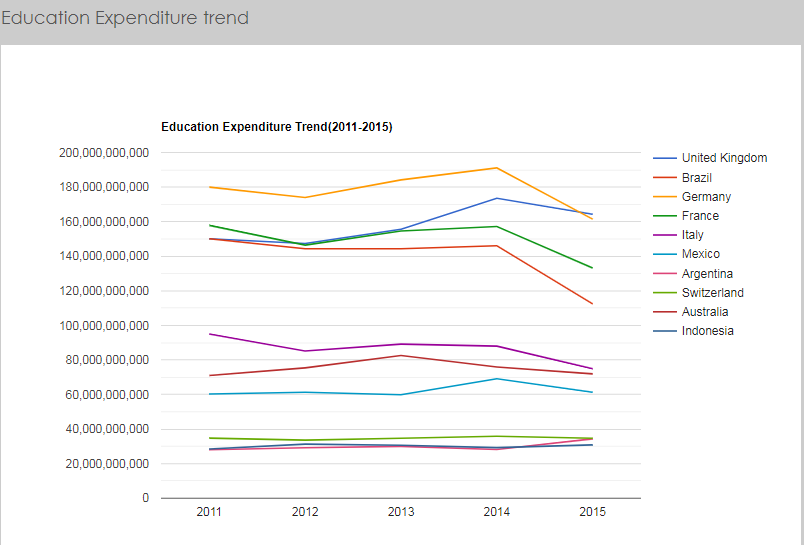 Education Expenditure trend
Education Expenditure Trend(2011-2015)
200,000,000,000
180,000,000,000
160,000,000,000
140,000,000,000
120,000,000,000
100,000,000,000
80,000,000,000
60,000,000,000
40,000,000,000
20,000,000,000
0
2011 2012 2013 2014 2015
United Kingdom
Brazil
Germany
France
Italy
Mexico
Argentina
Switzerland
Australia
Indonesia